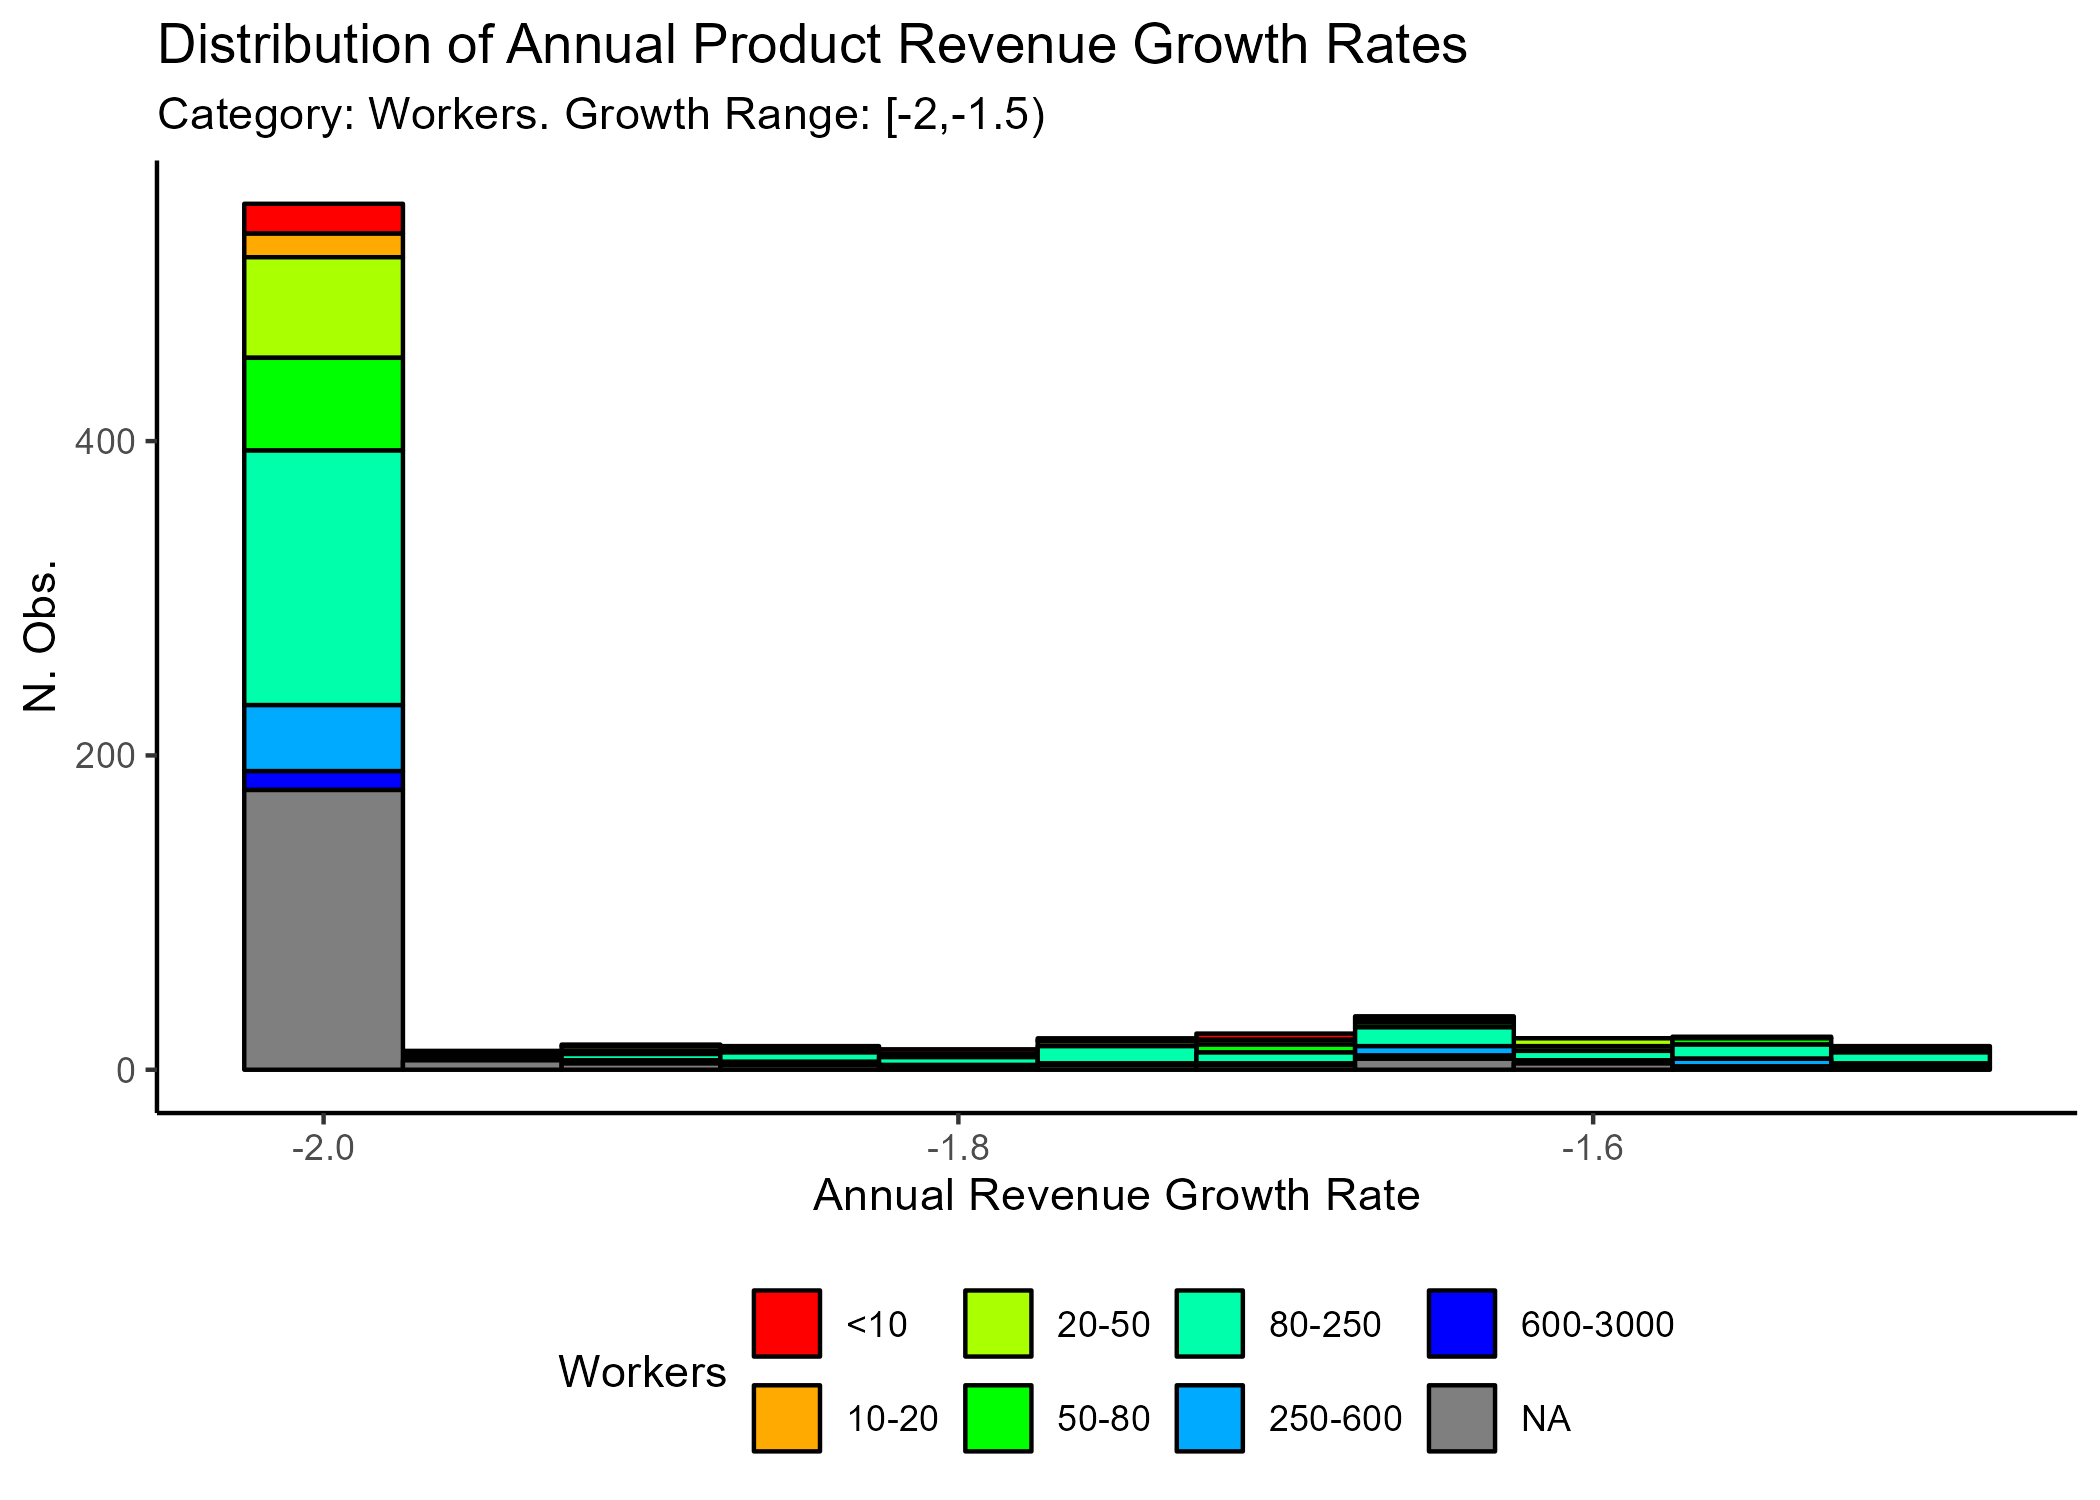 Distribution of Annual Product Revenue Growth Rates
Category: Workers. Growth Range: [-2,-1.5)
N. Obs.
400
200
0
-2.0 -1.8 -1.6
Annual Revenue Growth Rate
Workers
<10 20-50 80-250 600-3000
10-20 50-80 250-600 NA